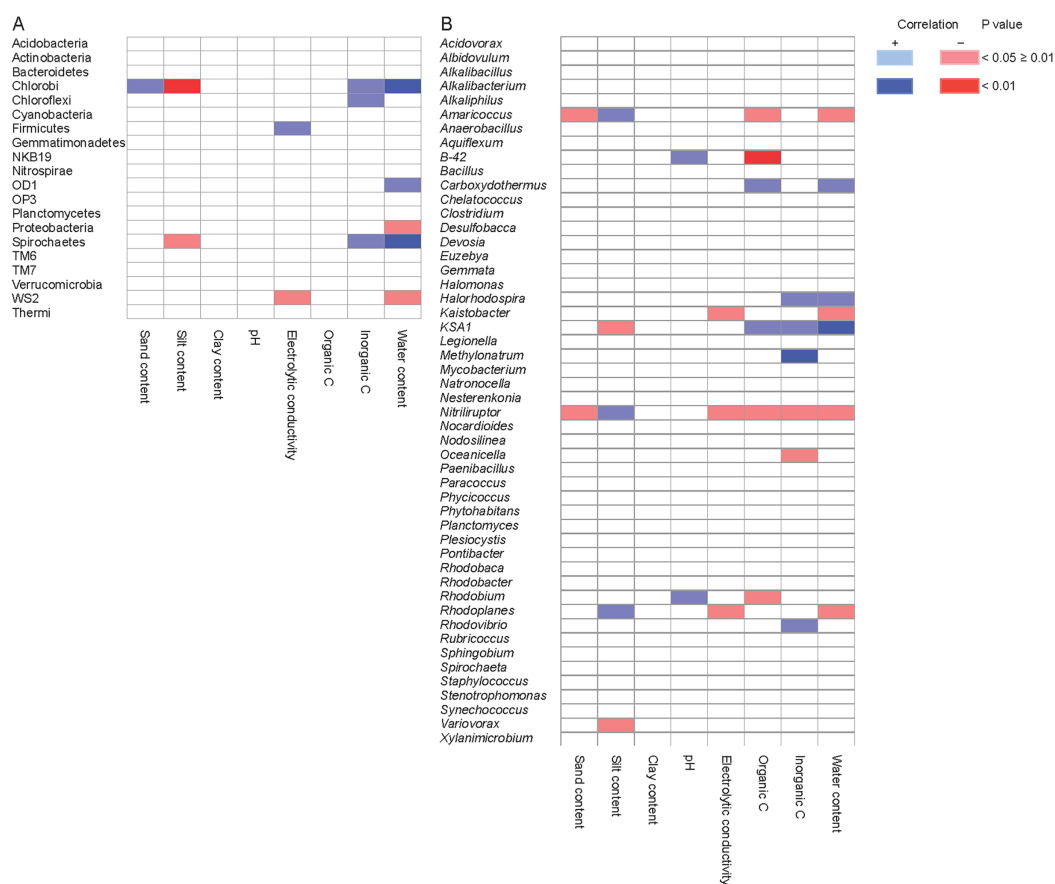 A
Acidobacteria
Actinobacteria
Bacteroidetes
Chlorobi
Chloroflexi
Cyanobacteria
Firmicutes
Gemmatimonadetes
NKB19
Nitrospirae
OD1
OP3
Planctomycetes
Proteobacteria
Spirochaetes
TM6
TM7
Verrucomicrobia
WS2
Thermi
Sand content
Silt content
Clay content
pH
Electrolytic conductivity
Organic C
Inorganic C
Water content
B
Acidovorax
Albidovulum
Alkalibacillus
Alkalibacterium
Alkaliphilus
Amaricoccus
Anaerobacillus
Aquiflexum
B-42
Bacillus
Carboxydothermus
Chelatococcus
Clostridium
Desulfobacca
Devosia
Euzebya
Gemmata
Halomonas
Halorhodospira
Kaistobacter
KSA1
Legionella
Methylonatrum
Mycobacterium
Natronocella
Nesterenkonia
Nitriliruptor
Nocardioides
Nodosilinea
Oceanicella
Paenibacillus
Paracoccus
Phycicoccus
Phytohabitans
Planctomyces
Plesiocystis
Pontibacter
Rhodobaca
Rhodobacter
Rhodobium
Rhodoplanes
Rhodovibrio
Rubricoccus
Sphingobium
Spirochaeta
Staphylococcus
Stenotrophomonas
Synechococcus
Variovorax
Xylanimicrobium
Sand content
Silt content
Clay content
pH
Electrolytic conductivity
Organic C
Inorganic C
Water content
Correlation P value
+ −
< 0.05 ≥ 0.01
< 0.01